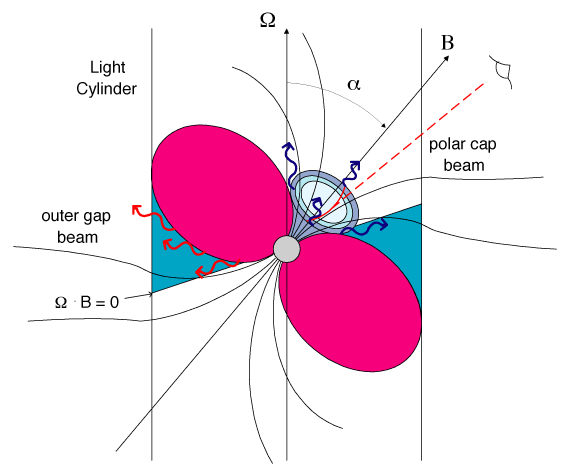 Ω
B
Light
Cylinder
α
polar cap
beam
outer gap
beam
Ω · B = 0